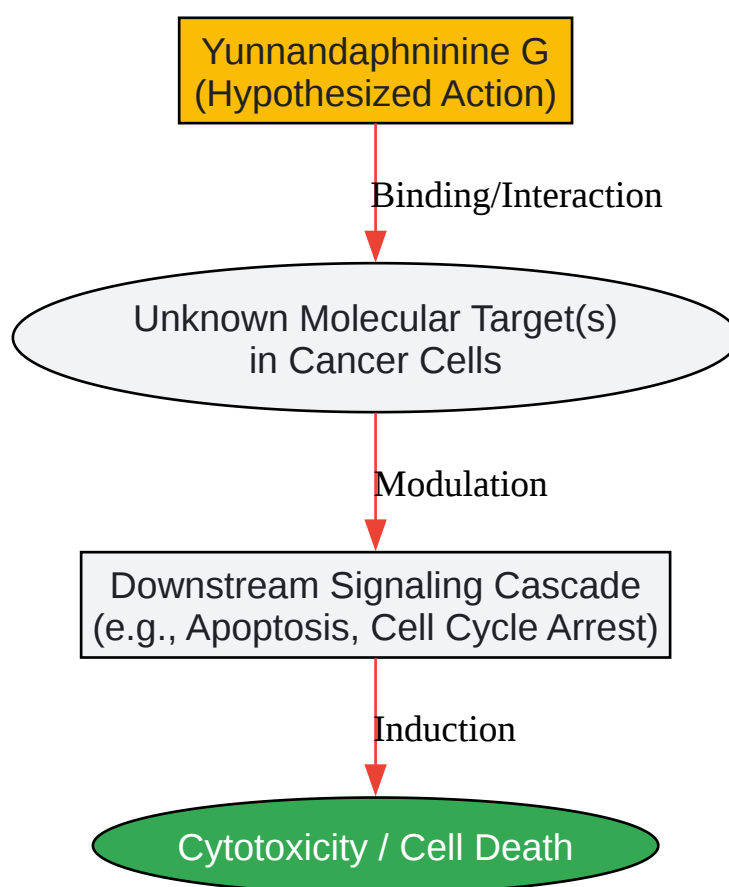 Yunnandaphninine G
(Hypothesized Action)
Binding/Interaction
Unknown Molecular Target(s)
in Cancer Cells
Modulation
Downstream Signaling Cascade
(e.g., Apoptosis, Cell Cycle Arrest)
Induction
Cytotoxicity / Cell Death